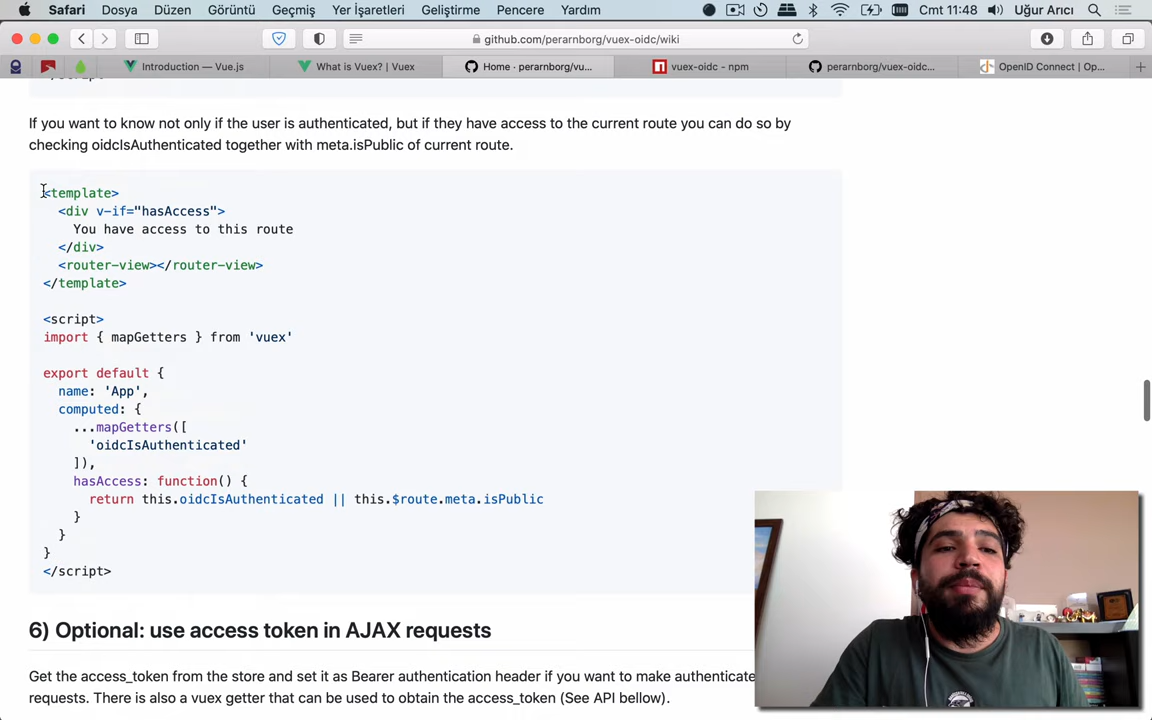 Safari Dosya Düzen Görüntü Geçmiş Yer İşaretleri Geliştirme Pencere Yardım Cmt 11:48 Uğur Arıcı
github.com/perarnborg/vuex-oidc/wiki
Introduction — Vue.js What is Vuex? | Vuex Home · perarnborg/vu... vuex-oidc - npm perarnborg/vuex-oidc... OpenID Connect | Op...
If you want to know not only if the user is authenticated, but if they have access to the current route you can do so by
checking oidcIsAuthenticated together with meta.isPublic of current route.
<template>
<div v-if="hasAccess">
You have access to this route
</div>
<router-view></router-view>
</template>
<script>
import { mapGetters } from 'vuex'
export default {
name: 'App',
computed: {
...mapGetters([
'oidcIsAuthenticated'
]),
hasAccess: function() {
return this.oidcIsAuthenticated || this.$route.meta.isPublic
}
}
}
</script>
6) Optional: use access token in AJAX requests
Get the access_token from the store and set it as Bearer authentication header if you want to make authenticate
requests. There is also a vuex getter that can be used to obtain the access_token (See API bellow).